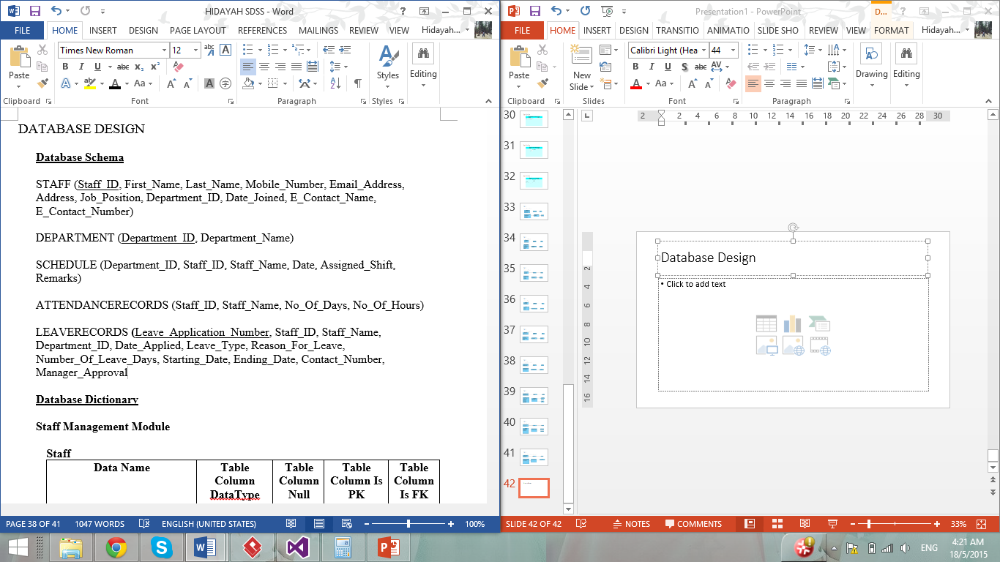 HIDAYAH SDSS - Word
FILE HOME INSERT DESIGN PAGE LAYOUT REFERENCES MAILINGS REVIEW VIEW Hidayah...
Paste
Times New Roman 12
Styles
Editing
Clipboard Font Paragraph Styles
DATABASE DESIGN
Database Schema
STAFF (Staff_ID, First_Name, Last_Name, Mobile_Number, Email_Address,
Address, Job_Position, Department_ID, Date_Joined, E_Contact_Name,
E_Contact_Number)
DEPARTMENT (Department_ID, Department_Name)
SCHEDULE (Department_ID, Staff_ID, Staff_Name, Date, Assigned_Shift,
Remarks)
ATTENDANCERECORDS (Staff_ID, Staff_Name, No_Of_Days, No_Of_Hours)
LEAVERECORDS (Leave_Application_Number, Staff_ID, Staff_Name,
Department_ID, Date_Applied, Leave_Type, Reason_For_Leave,
Number_Of_Leave_Days, Starting_Date, Ending_Date, Contact_Number,
Manager_Approval
Database Dictionary
Staff Management Module
Staff
Data Name
Table Column DataType
Table Column Null
Table Column Is PK
Table Column Is FK
PAGE 38 OF 41 1047 WORDS ENGLISH (UNITED STATES) 100%
Presentation1 - PowerPoint D...
FILE HOME INSERT DESIGN TRANSITIO ANIMATIO SLIDE SHO REVIEW VIEW FORMAT Hidayah...
Paste
New Slide
Calibri Light (Hea 44
Drawing
Editing
Clipboard Slides Font Paragraph
30
31
32
33
34
35
36
37
38
39
40
41
42
2 2 4 6 8 10 12 14 16 18 20 22 24 26 28 30
2 4 6 8 10 12 14 16
Database Design
• Click to add text
SLIDE 42 OF 42 NOTES COMMENTS 33%
ENG
4:21 AM
18/5/2015